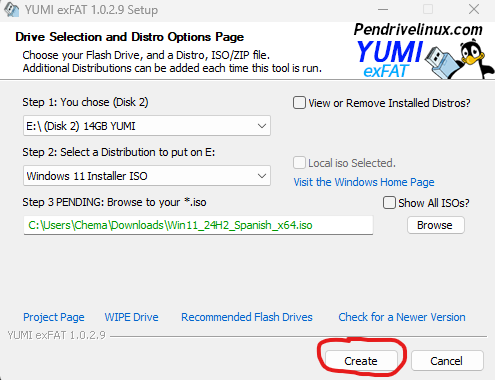 YUMI exFAT 1.0.2.9 Setup
Pendrivelinux.com
YUMI
exFAT
Drive Selection and Distro Options Page
Choose your Flash Drive, and a Distro, ISO/ZIP file.
Additional Distributions can be added each time this tool is run.
Step 1: You chose (Disk 2)
View or Remove Installed Distros?
E:\ (Disk 2) 14GB YUMI
Step 2: Select a Distribution to put on E:
Local iso Selected.
Windows 11 Installer ISO
Visit the Windows Home Page
Step 3 PENDING: Browse to your *.iso
Show All ISOs?
C:\Users\Chema\Downloads\Win11_24H2_Spanish_x64.iso
Browse
Project Page WIPE Drive Recommended Flash Drives Check for a Newer Version
YUMI exFAT 1.0.2.9
Create Cancel